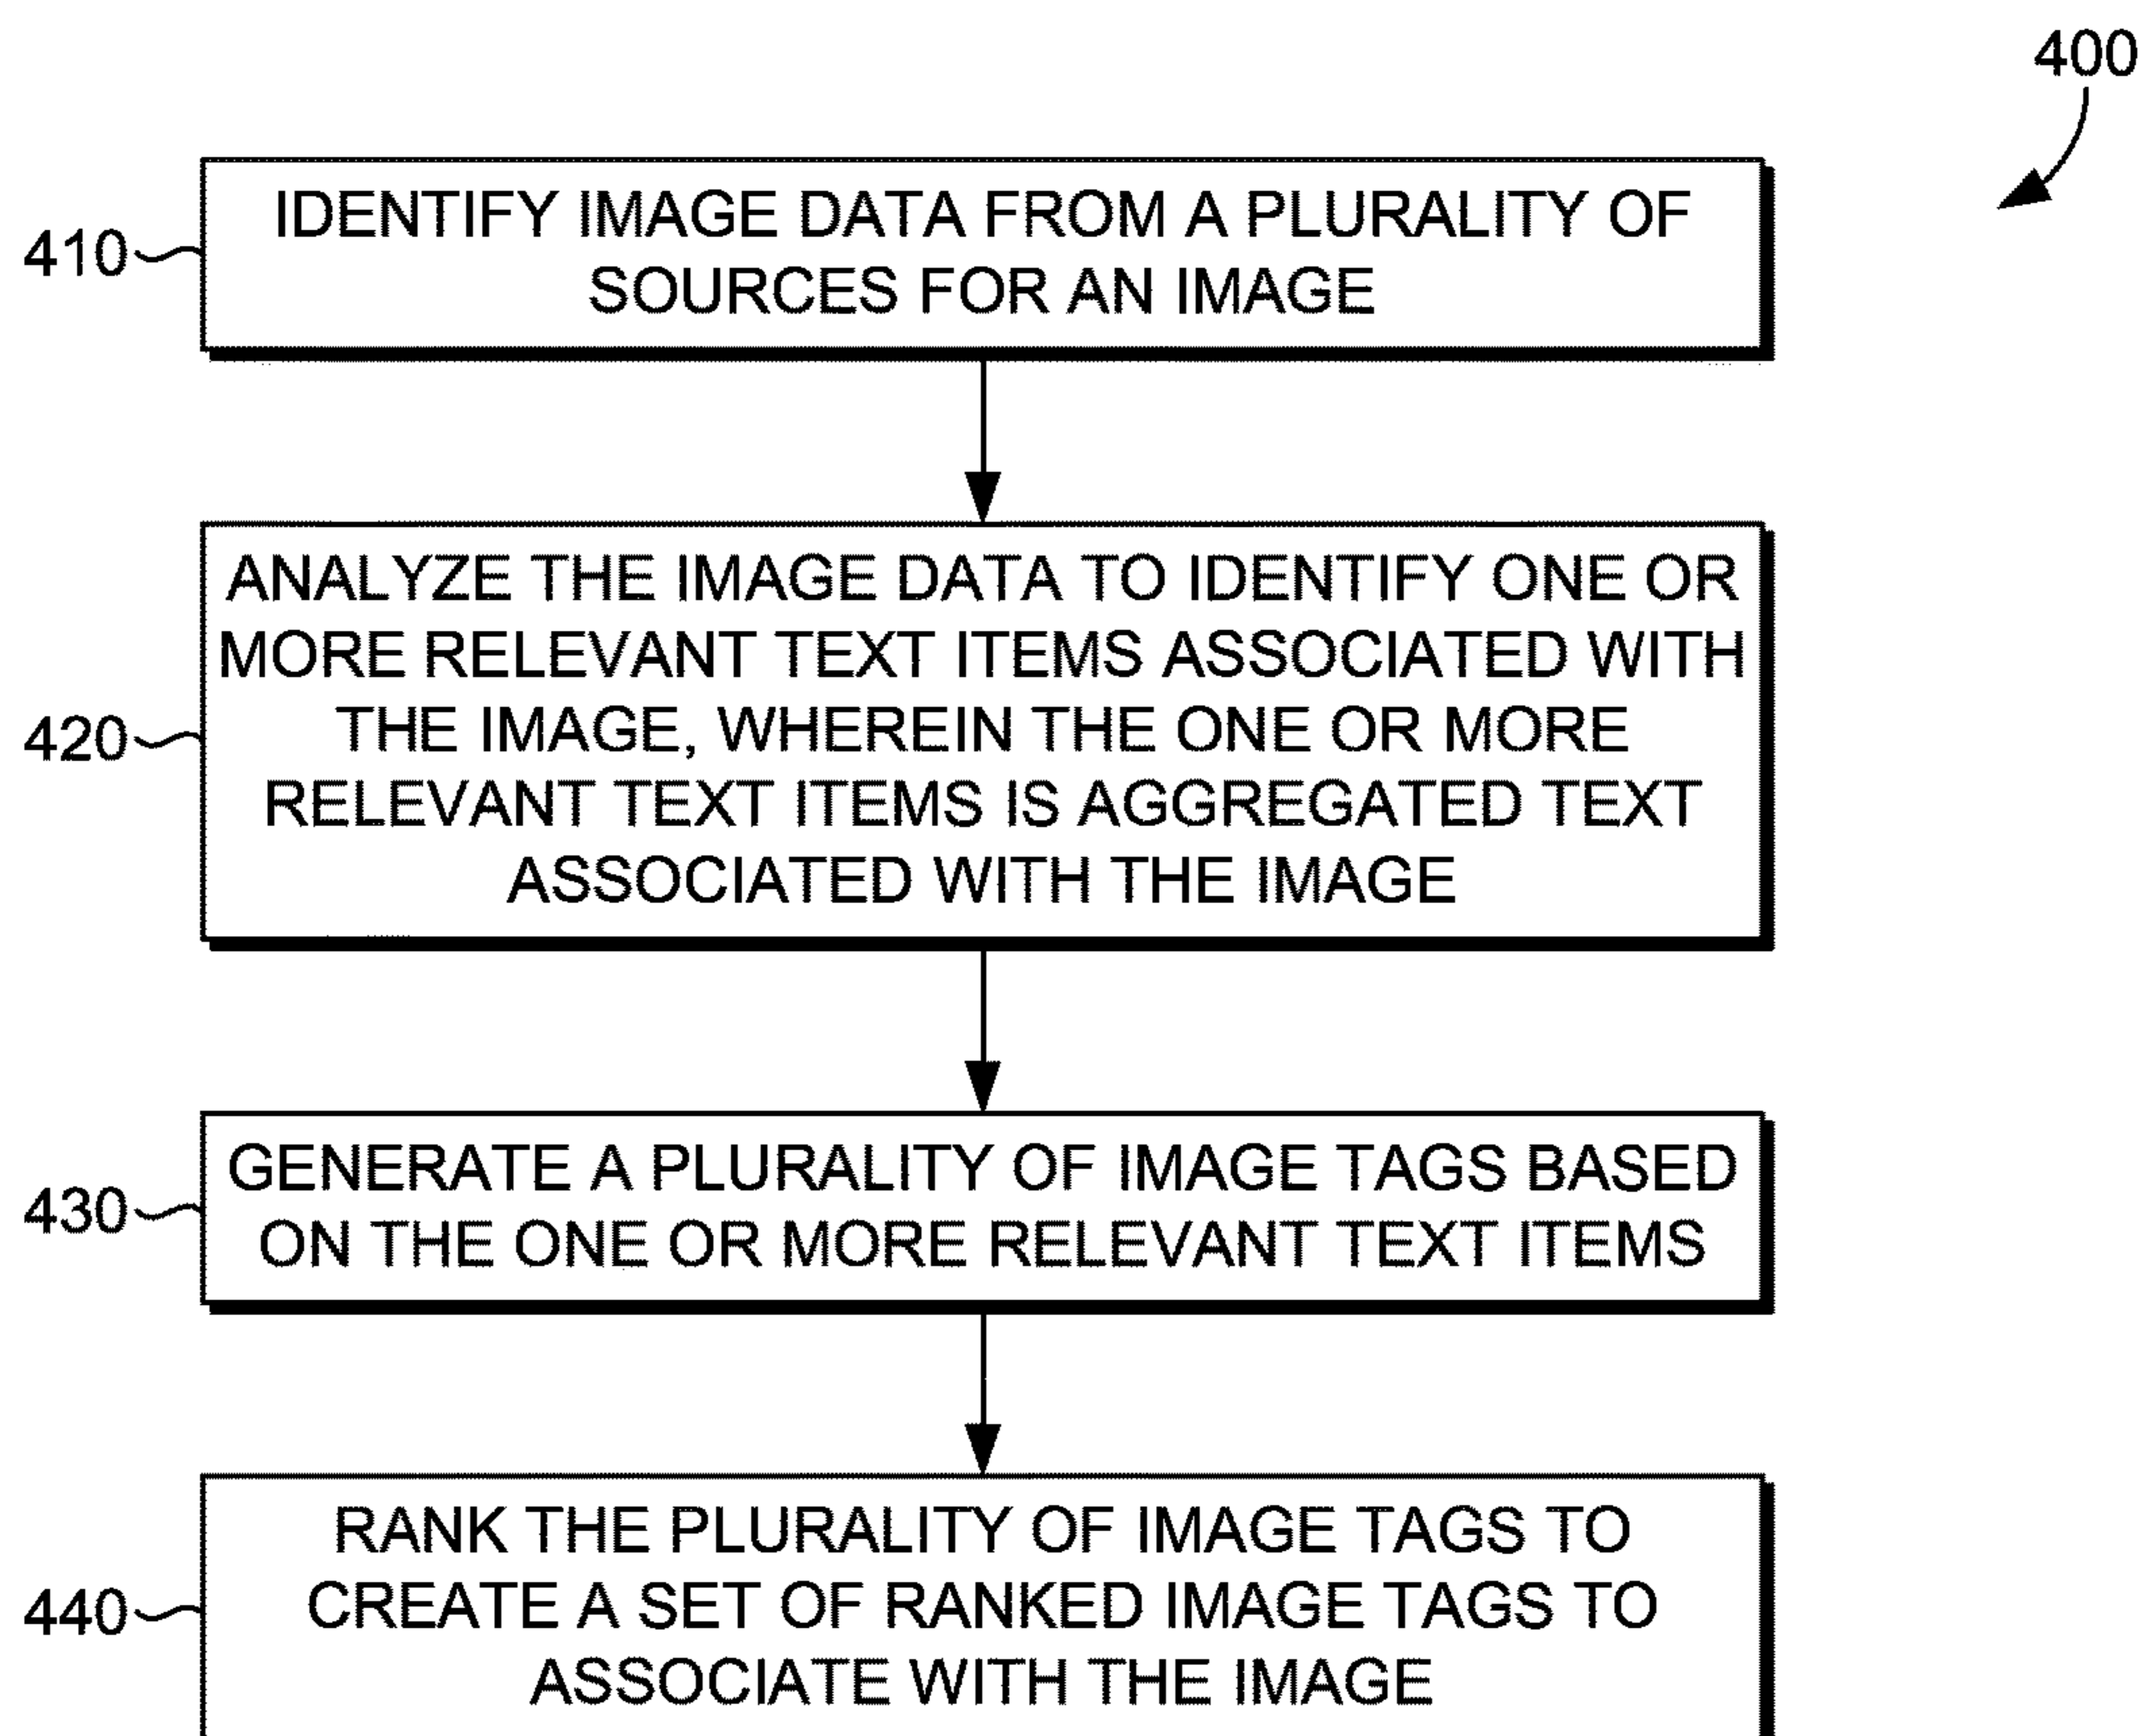 400
410
IDENTIFY IMAGE DATA FROM A PLURALITY OF
SOURCES FOR AN IMAGE
420
ANALYZE THE IMAGE DATA TO IDENTIFY ONE OR
MORE RELEVANT TEXT ITEMS ASSOCIATED WITH
THE IMAGE, WHEREIN THE ONE OR MORE
RELEVANT TEXT ITEMS IS AGGREGATED TEXT
ASSOCIATED WITH THE IMAGE
430
GENERATE A PLURALITY OF IMAGE TAGS BASED
ON THE ONE OR MORE RELEVANT TEXT ITEMS
440
RANK THE PLURALITY OF IMAGE TAGS TO
CREATE A SET OF RANKED IMAGE TAGS TO
ASSOCIATE WITH THE IMAGE